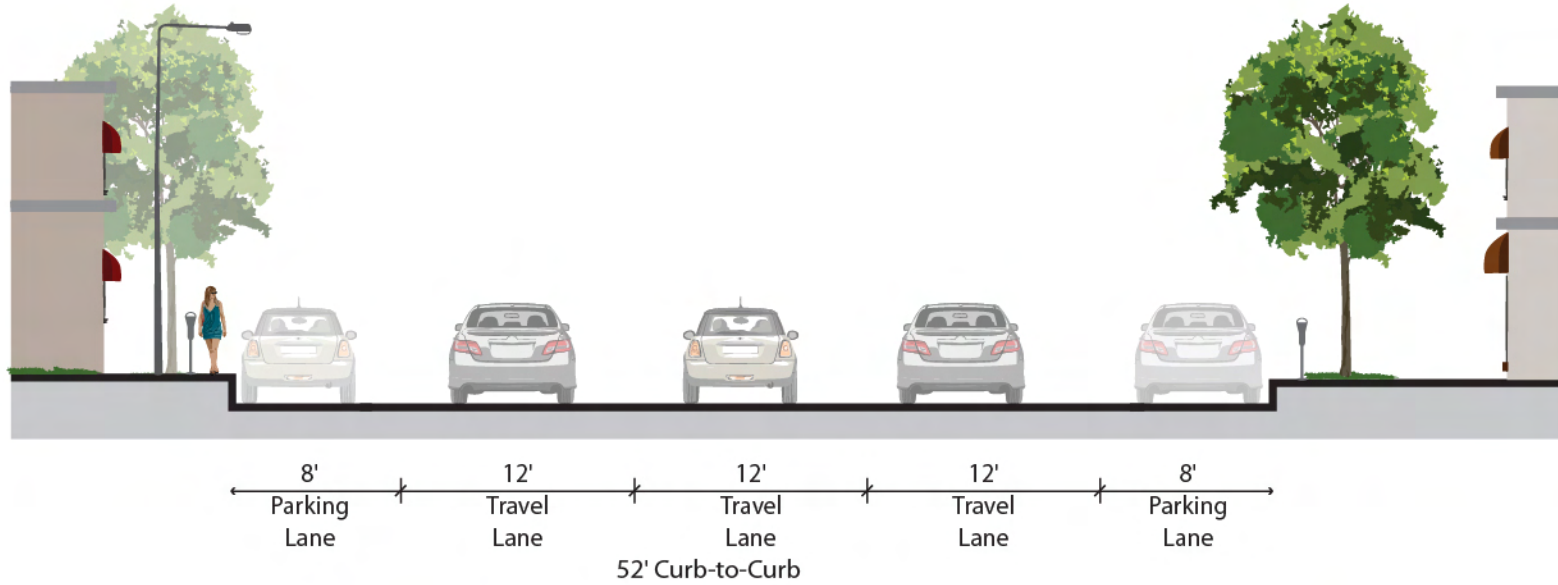 8' 12' 12' 12' 8'
Parking Travel Travel Travel Parking
Lane Lane Lane Lane Lane
52' Curb-to-Curb